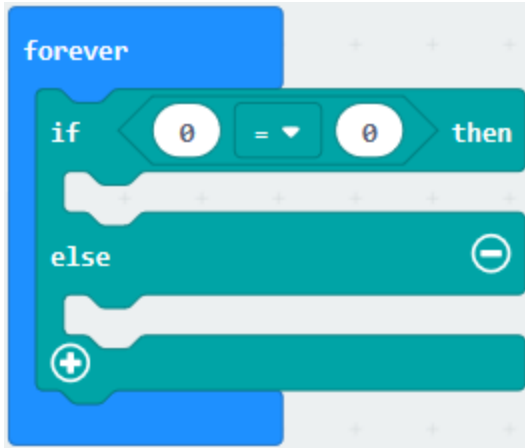 forever
if 0 = 0 then
else